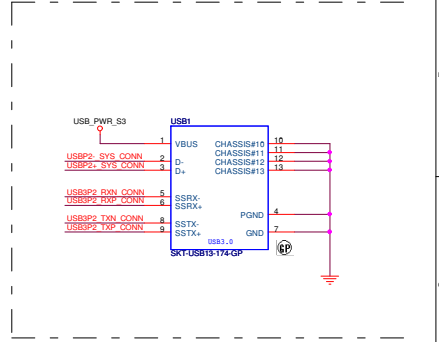 USB_PWR_S3
USB1
1 VBUS CHASSIS#10 10
CHASSIS#11 11
USBP2-_SYS_CONN 2 D- CHASSIS#12 12
USBP2+_SYS_CONN 3 D+ CHASSIS#13 13
USB3P2_RXN_CONN 5 SSRX-
USB3P2_RXP_CONN 6 SSRX+
PGND 4
USB3P2_TXN_CONN 8 SSTX-
USB3P2_TXP_CONN 9 SSTX+ GND 7
USB3.0
GP
SKT-USB13-174-GP